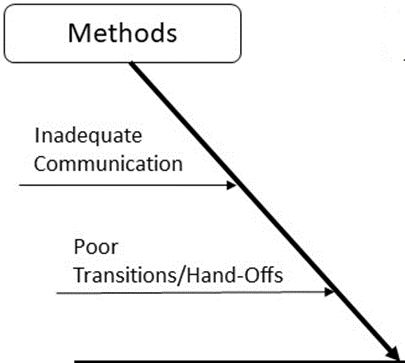 Methods
Inadequate
Communication
Poor
Transitions/Hand-Offs